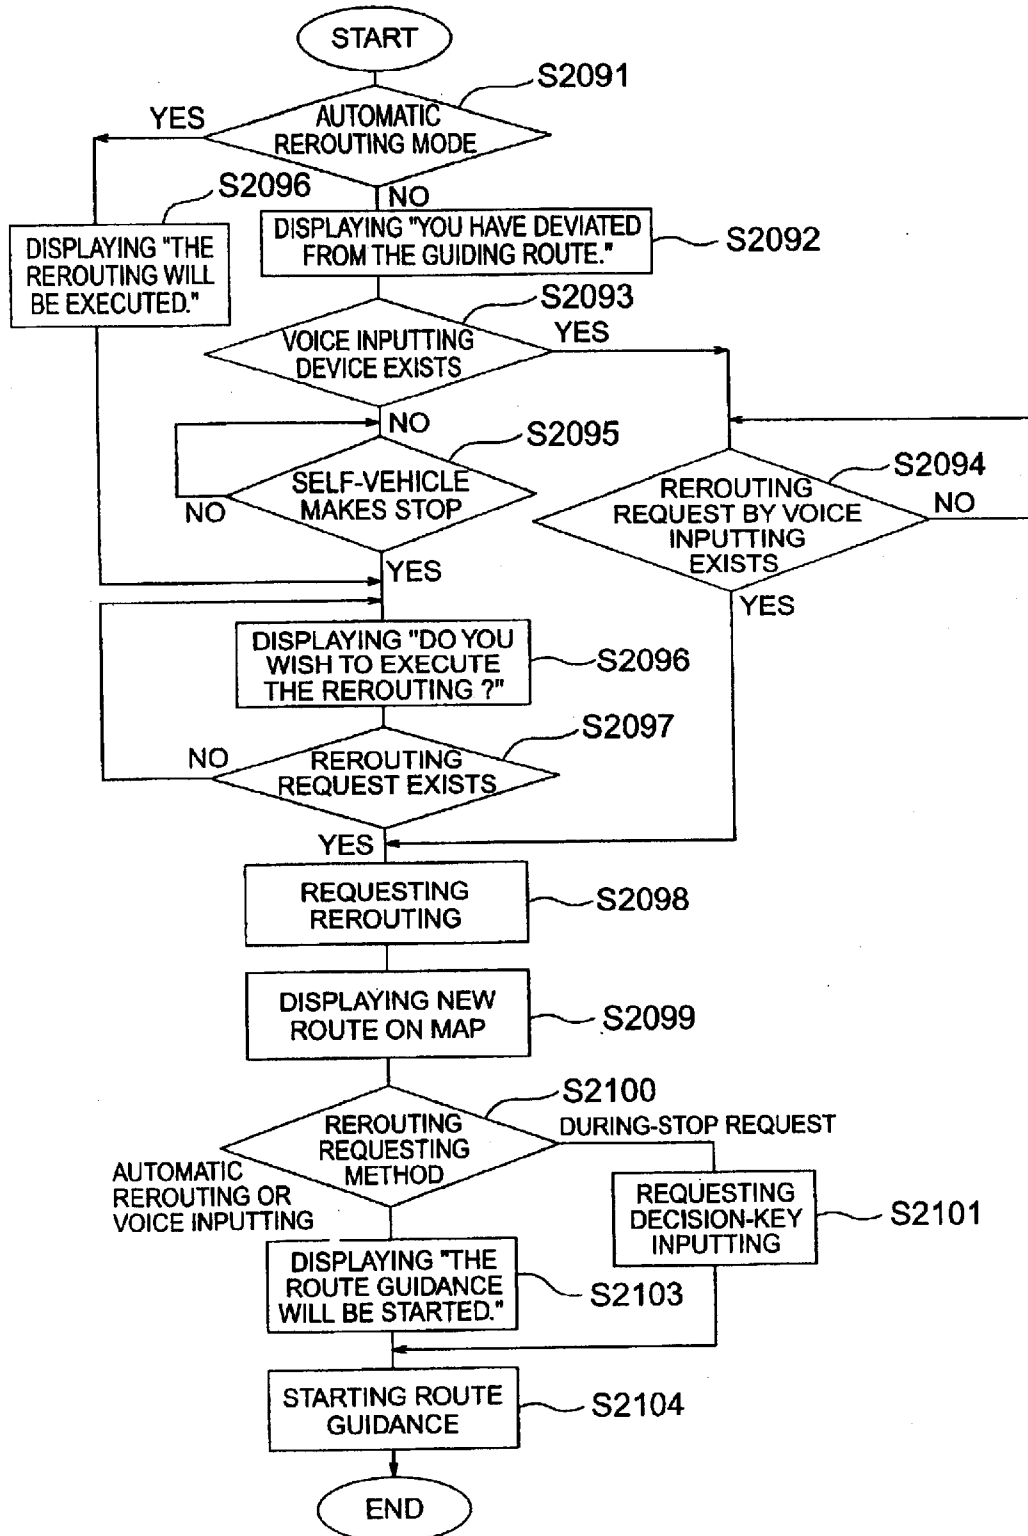 START
S2091
YES
AUTOMATIC
REROUTING MODE
S2096
NO
DISPLAYING "THE
REROUTING WILL
BE EXECUTED."
DISPLAYING "YOU HAVE DEVIATED
FROM THE GUIDING ROUTE."
S2092
S2093
VOICE INPUTTING
DEVICE EXISTS
YES
NO
S2095
SELF-VEHICLE
MAKES STOP
NO
S2094
REROUTING
REQUEST BY VOICE
INPUTTING
EXISTS
NO
YES
YES
DISPLAYING "DO YOU
WISH TO EXECUTE
THE REROUTING ?"
S2096
S2097
NO
REROUTING
REQUEST EXISTS
YES
REQUESTING
REROUTING
S2098
DISPLAYING NEW
ROUTE ON MAP
S2099
S2100
REROUTING
REQUESTING
METHOD
DURING-STOP REQUEST
AUTOMATIC
REROUTING OR
VOICE INPUTTING
REQUESTING
DECISION-KEY
INPUTTING
S2101
DISPLAYING "THE
ROUTE GUIDANCE
WILL BE STARTED."
S2103
STARTING ROUTE
GUIDANCE
S2104
END